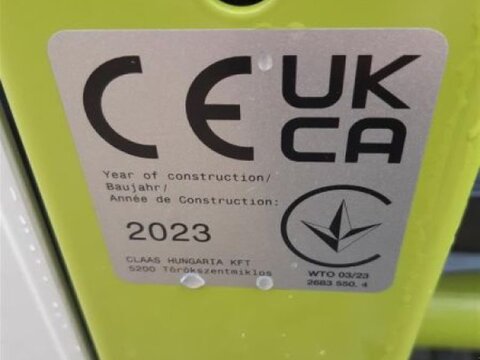 CE UK
CA
Year of construction/
Baujahr/
Année de Construction:
2023
CLAAS HUNGARIA KFT
5200 Törökszentmiklos
WTO 03/23
2683 550. 4